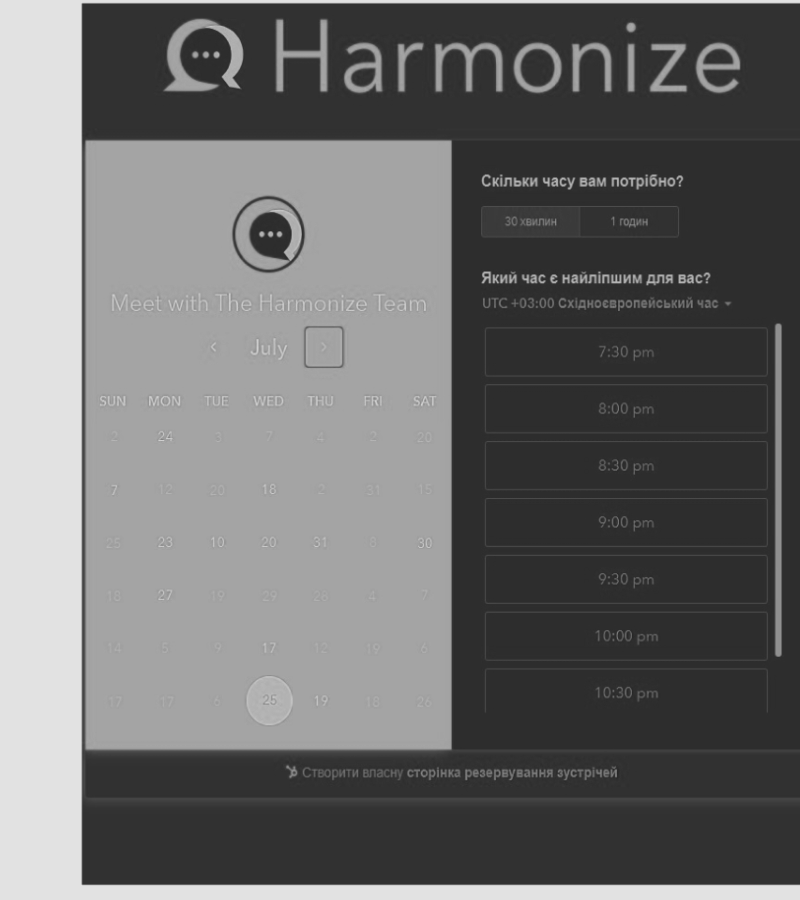 Harmonize
Meet with The Harmonize Team
July
SUN MON TUE WED THU FRI SAT
2 24 3 7 4 2 20
7 12 20 18 2 31 15
25 23 10 20 31 8 30
18 27 19 29 28 4 7
14 5 9 17 12 19 6
17 17 6 25 19 18 26
Скільки часу вам потрібно?
30 хвилин 1 годин
Який час є найліпшим для вас?
UTC +03:00 Східноєвропейський час
7:30 pm
8:00 pm
8:30 pm
9:00 pm
9:30 pm
10:00 pm
10:30 pm
Створити власну сторінка резервування зустрічей